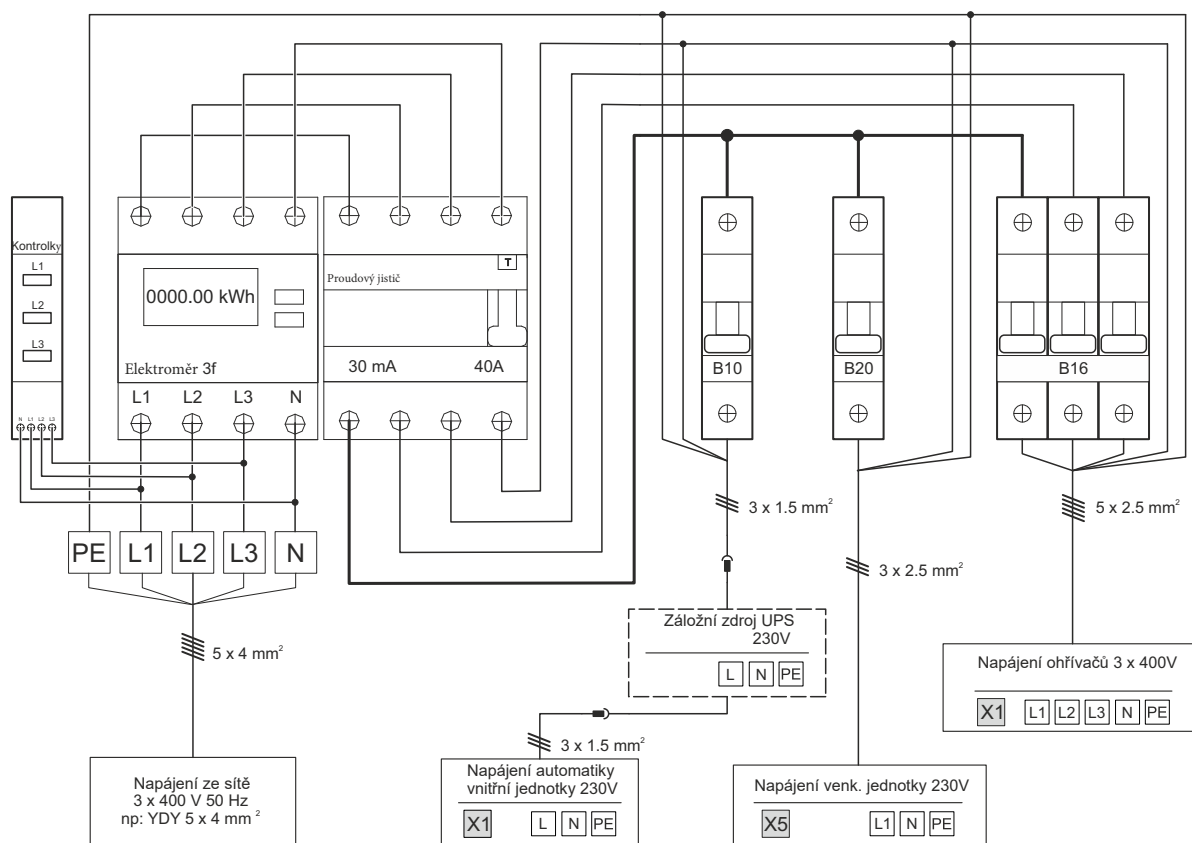 Kontrolky
L1
L2
L3
N L1 L2 L3
0000.00 kWh
Elektroměr 3f
L1 L2 L3 N
T
Proudový jistič
30 mA 40A
B10
B20
B16
3 x 1.5 mm²
5 x 2.5 mm²
3 x 2.5 mm²
PE L1 L2 L3 N
5 x 4 mm²
Napájení ze sítě
3 x 400 V 50 Hz
np: YDY 5 x 4 mm ²
Záložní zdroj UPS
230V
L N PE
3 x 1.5 mm²
Napájení automatiky
vnitřní jednotky 230V
X1 L N PE
Napájení venk. jednotky 230V
X5 L1 N PE
Napájení ohřívačů 3 x 400V
X1 L1 L2 L3 N PE